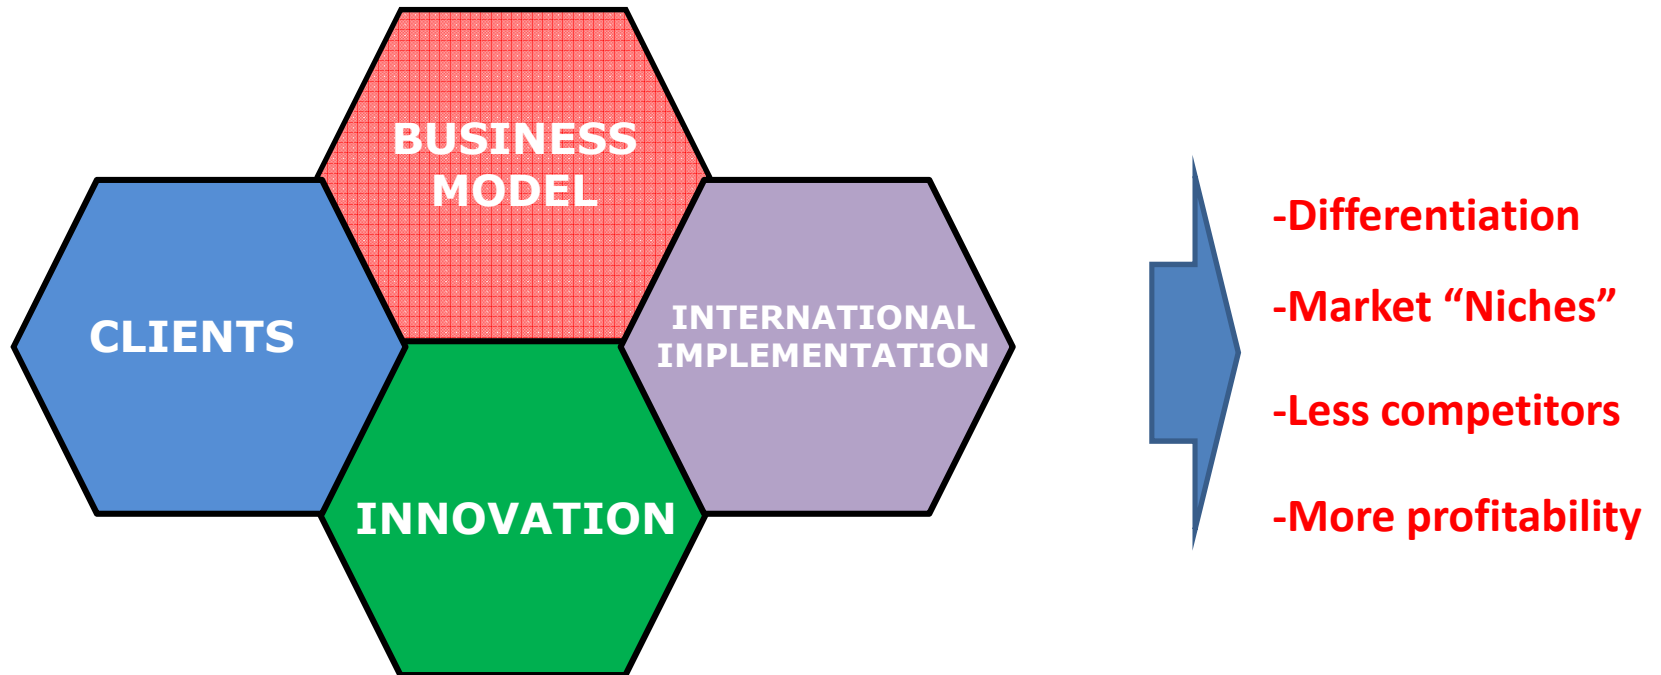 BUSINESS
MODEL
CLIENTS
INTERNATIONAL
IMPLEMENTATION
INNOVATION
-Differentiation
-Market “Niches”
-Less competitors
-More profitability